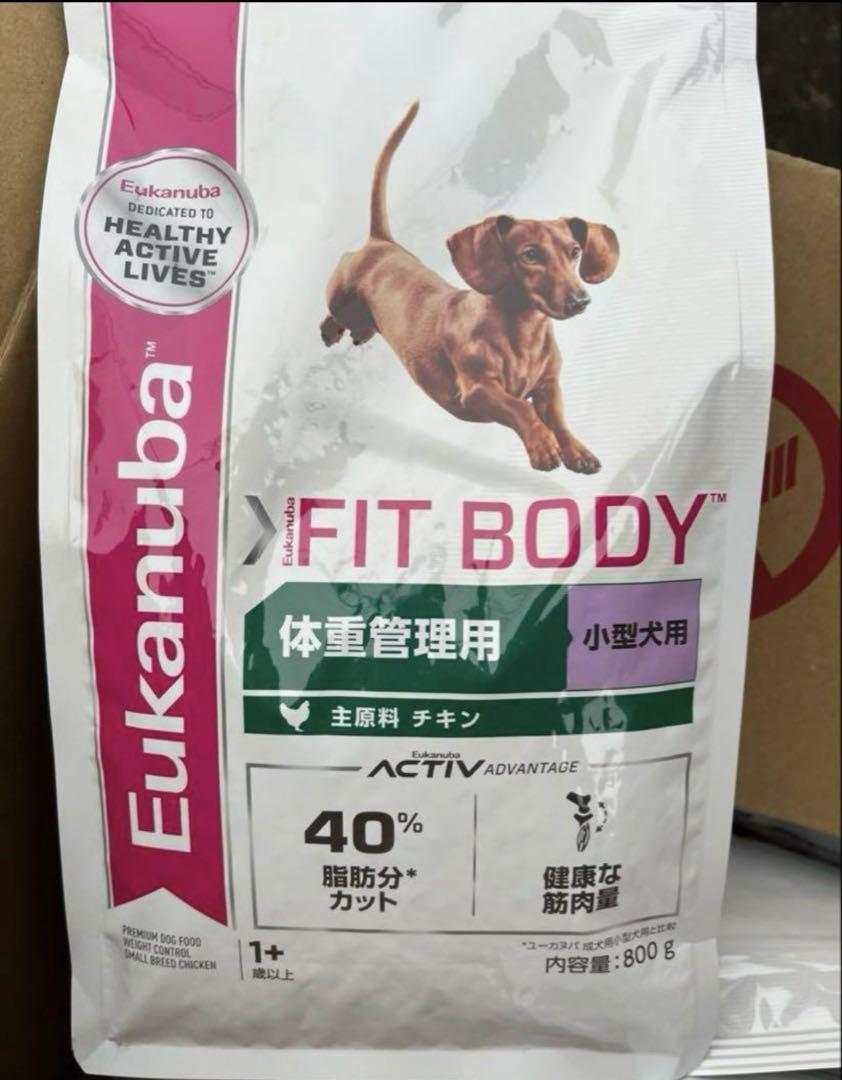 Eukanuba
DEDICATED TO
HEALTHY
ACTIVE
LIVES™
Eukanuba™
Eukanuba FIT BODY™
体重管理用
小型犬用
主原料 チキン
Eukanuba
ACTIV ADVANTAGE
40%
脂肪分*
カット
健康な
筋肉量
*ユーカヌバ 成犬用小型犬用と比較
PREMIUM DOG FOOD
WEIGHT CONTROL
SMALL BREED CHICKEN
1+
歳以上
内容量:800 g